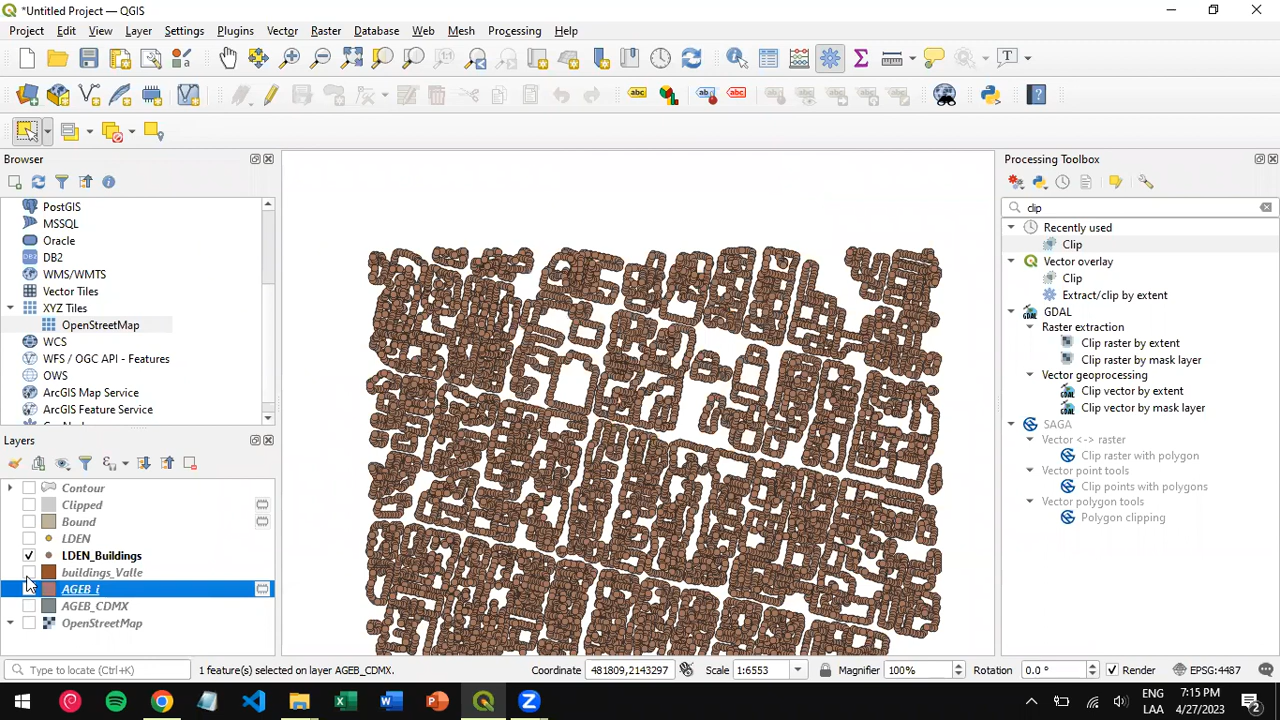 *Untitled Project — QGIS
Project Edit View Layer Settings Plugins Vector Raster Database Web Mesh Processing Help
Browser
PostGIS
MSSQL
Oracle
DB2
WMS/WMTS
Vector Tiles
XYZ Tiles
OpenStreetMap
WCS
WFS / OGC API - Features
OWS
ArcGIS Map Service
ArcGIS Feature Service
Layers
Contour
Clipped
Bound
LDEN
LDEN_Buildings
buildings_Valle
AGEB_i
AGEB_CDMX
OpenStreetMap
Processing Toolbox
clip
Recently used
Clip
Vector overlay
Clip
Extract/clip by extent
GDAL
Raster extraction
Clip raster by extent
Clip raster by mask layer
Vector geoprocessing
Clip vector by extent
Clip vector by mask layer
SAGA
Vector <-> raster
Clip raster with polygon
Vector point tools
Clip points with polygons
Vector polygon tools
Polygon clipping
Type to locate (Ctrl+K) 1 feature(s) selected on layer AGEB_CDMX. Coordinate 481809,2143297 Scale 1:6553 Magnifier 100% Rotation 0.0 ° Render EPSG:4487
ENG
LAA
7:15 PM
4/27/2023
2